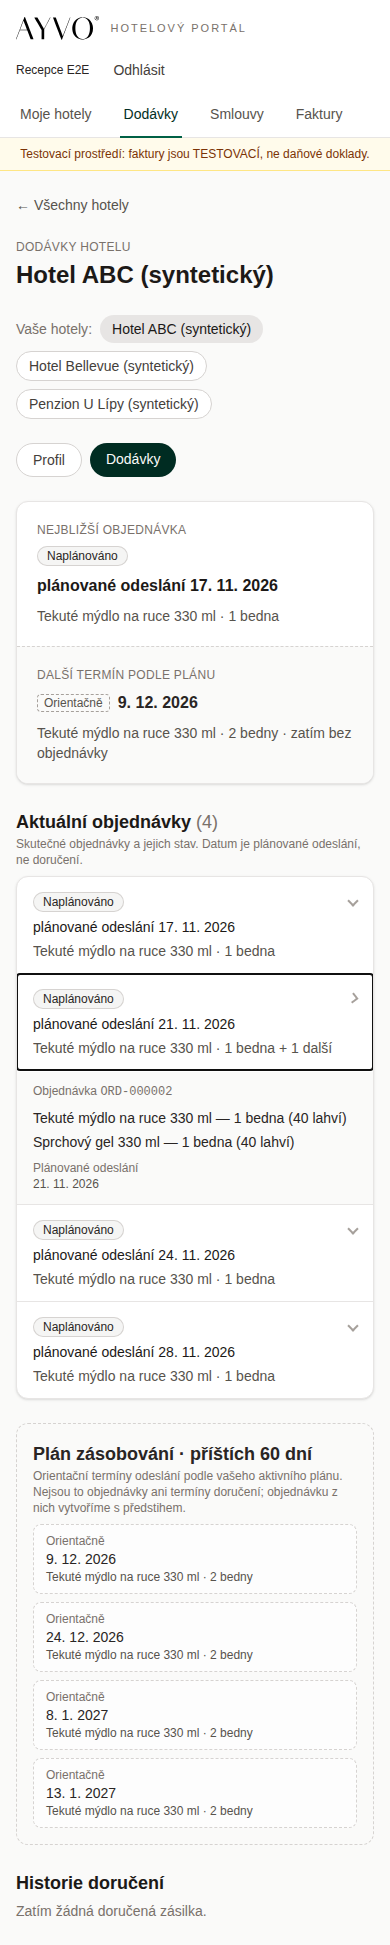 AYVO® HOTELOVÝ PORTÁL
Recepce E2E Odhlásit
Moje hotely Dodávky Smlouvy Faktury
Testovací prostředí: faktury jsou TESTOVACÍ, ne daňové doklady.
← Všechny hotely
DODÁVKY HOTELU
Hotel ABC (syntetický)
Vaše hotely: Hotel ABC (syntetický)
Hotel Bellevue (syntetický)
Penzion U Lípy (syntetický)
Profil Dodávky
NEJBLIŽŠÍ OBJEDNÁVKA
Naplánováno
plánované odeslání 17. 11. 2026
Tekuté mýdlo na ruce 330 ml · 1 bedna
DALŠÍ TERMÍN PODLE PLÁNU
Orientačně 9. 12. 2026
Tekuté mýdlo na ruce 330 ml · 2 bedny · zatím bez
objednávky
Aktuální objednávky (4)
Skutečné objednávky a jejich stav. Datum je plánované odeslání,
ne doručení.
Naplánováno
plánované odeslání 17. 11. 2026
Tekuté mýdlo na ruce 330 ml · 1 bedna
Naplánováno
plánované odeslání 21. 11. 2026
Tekuté mýdlo na ruce 330 ml · 1 bedna + 1 další
Objednávka ORD-000002
Tekuté mýdlo na ruce 330 ml — 1 bedna (40 lahví)
Sprchový gel 330 ml — 1 bedna (40 lahví)
Plánované odeslání
21. 11. 2026
Naplánováno
plánované odeslání 24. 11. 2026
Tekuté mýdlo na ruce 330 ml · 1 bedna
Naplánováno
plánované odeslání 28. 11. 2026
Tekuté mýdlo na ruce 330 ml · 1 bedna
Plán zásobování · příštích 60 dní
Orientační termíny odeslání podle vašeho aktivního plánu.
Nejsou to objednávky ani termíny doručení; objednávku z
nich vytvoříme s předstihem.
Orientačně
9. 12. 2026
Tekuté mýdlo na ruce 330 ml · 2 bedny
Orientačně
24. 12. 2026
Tekuté mýdlo na ruce 330 ml · 2 bedny
Orientačně
8. 1. 2027
Tekuté mýdlo na ruce 330 ml · 2 bedny
Orientačně
13. 1. 2027
Tekuté mýdlo na ruce 330 ml · 2 bedny
Historie doručení
Zatím žádná doručená zásilka.